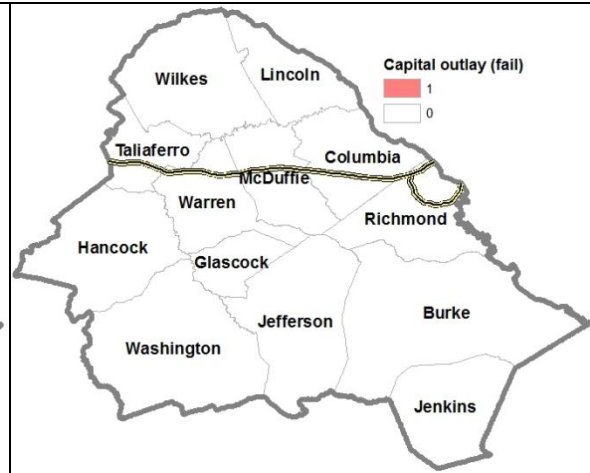 Capital outlay (fail)
1
0
Wilkes
Lincoln
Taliaferro
Columbia
McDuffie
Warren
Richmond
Hancock
Glascock
Jefferson
Burke
Washington
Jenkins